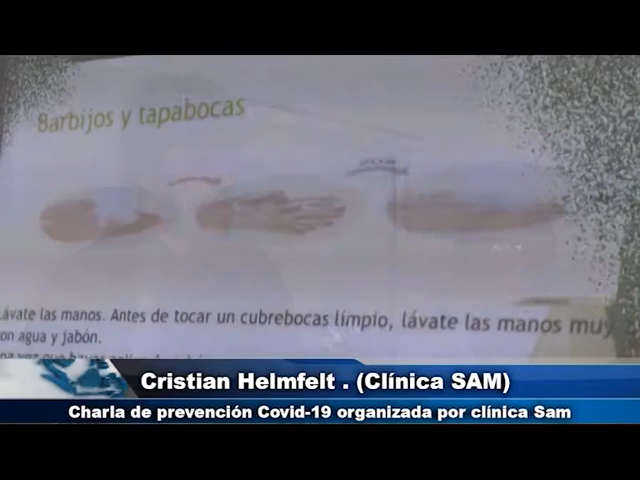 Barbijos y tapabocas
Lávate las manos. Antes de tocar un cubrebocas limpio, lávate las manos muy
on agua y jabón.
Cristian Helmfelt . (Clínica SAM)
Charla de prevención Covid-19 organizada por clínica Sam